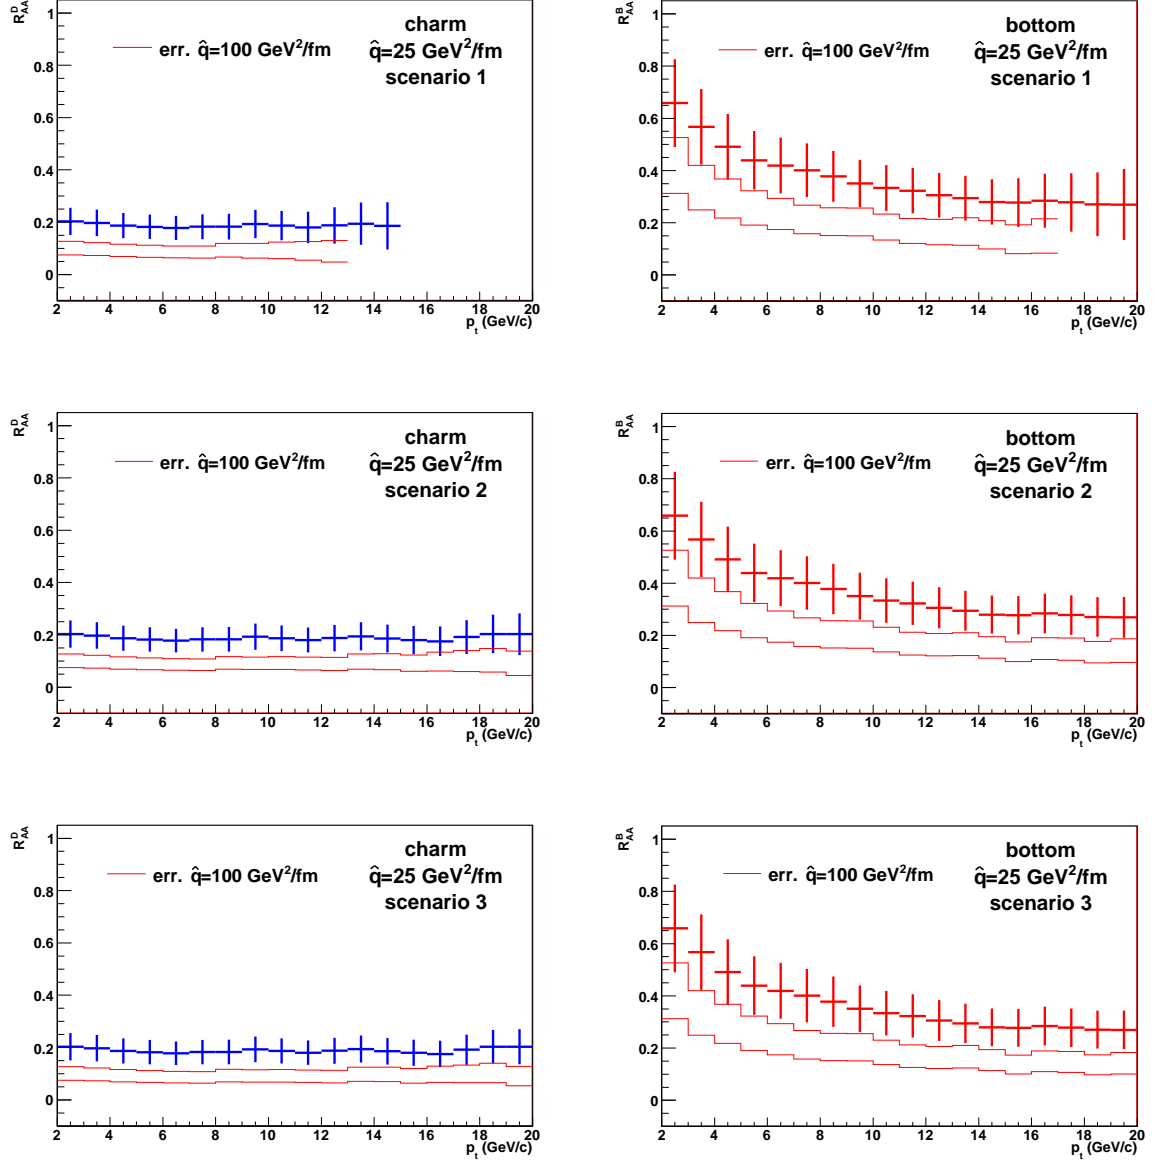 R_AA^D
1
0.8
0.6
0.4
0.2
0
charm
err. q̂=100 GeV²/fm
q̂=25 GeV²/fm
scenario 1
2 4 6 8 10 12 14 16 18 20
p_t (GeV/c)
R_AA^B
1
0.8
0.6
0.4
0.2
0
bottom
err. q̂=100 GeV²/fm
q̂=25 GeV²/fm
scenario 1
2 4 6 8 10 12 14 16 18 20
p_t (GeV/c)
R_AA^D
1
0.8
0.6
0.4
0.2
0
charm
err. q̂=100 GeV²/fm
q̂=25 GeV²/fm
scenario 2
2 4 6 8 10 12 14 16 18 20
p_t (GeV/c)
R_AA^B
1
0.8
0.6
0.4
0.2
0
bottom
err. q̂=100 GeV²/fm
q̂=25 GeV²/fm
scenario 2
2 4 6 8 10 12 14 16 18 20
p_t (GeV/c)
R_AA^D
1
0.8
0.6
0.4
0.2
0
charm
err. q̂=100 GeV²/fm
q̂=25 GeV²/fm
scenario 3
2 4 6 8 10 12 14 16 18 20
p_t (GeV/c)
R_AA^B
1
0.8
0.6
0.4
0.2
0
bottom
err. q̂=100 GeV²/fm
q̂=25 GeV²/fm
scenario 3
2 4 6 8 10 12 14 16 18 20
p_t (GeV/c)